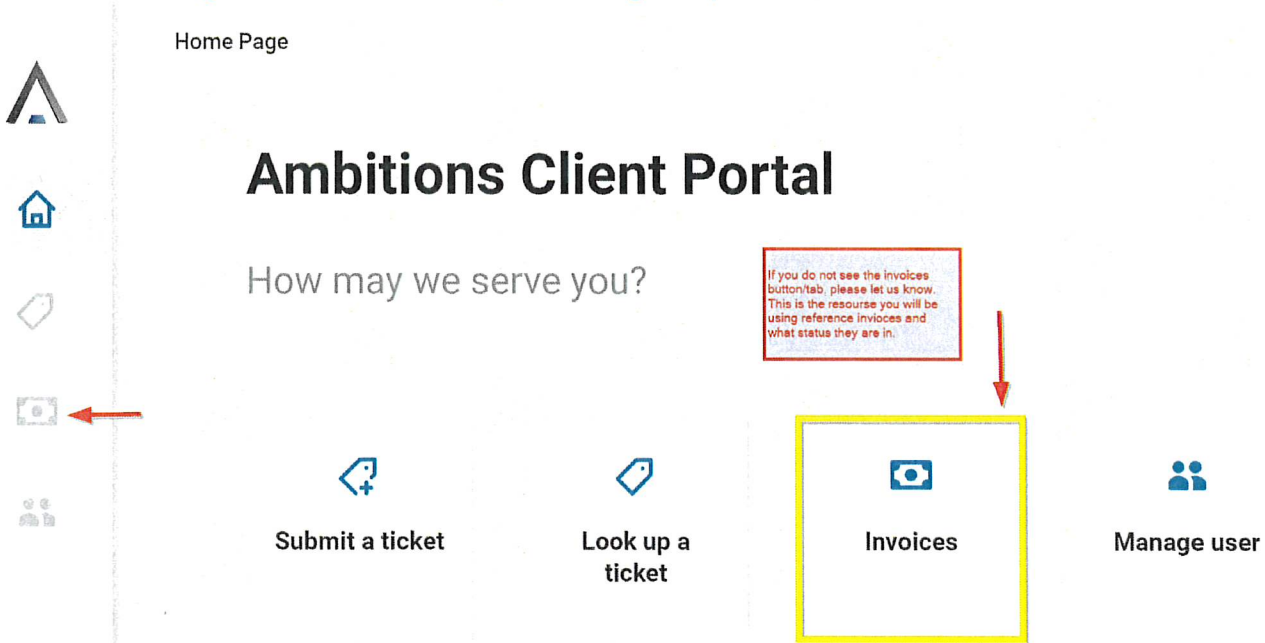 Home Page
Ambitions Client Portal
How may we serve you?
If you do not see the invoices
button/tab, please let us know.
This is the resourse you will be
using reference invioces and
what status they are in.
Submit a ticket
Look up a
ticket
Invoices
Manage user